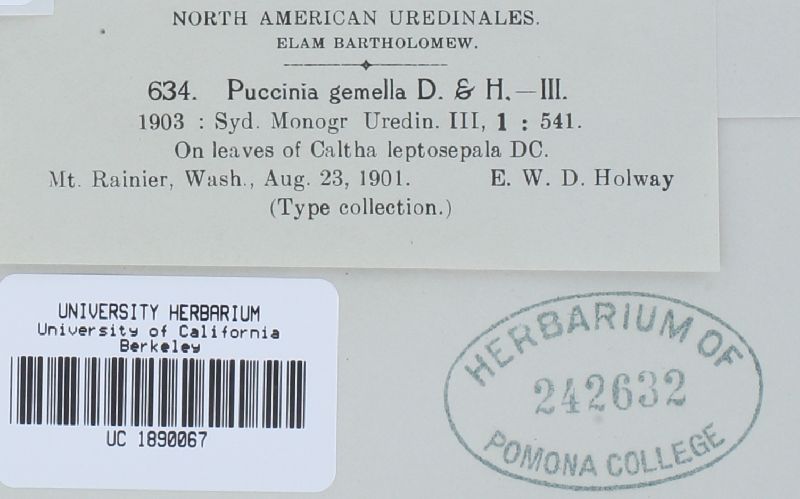 NORTH AMERICAN UREDINALES.
ELAM BARTHOLOMEW.
634. Puccinia gemella D. & H.—III.
1903 : Syd. Monogr Uredin. III, 1 : 541.
On leaves of Caltha leptosepala DC.
Mt. Rainier, Wash., Aug. 23, 1901. E. W. D. Holway
(Type collection.)
UNIVERSITY HERBARIUM
University of California
Berkeley
UC 1890067
HERBARIUM OF
242632
POMONA COLLEGE